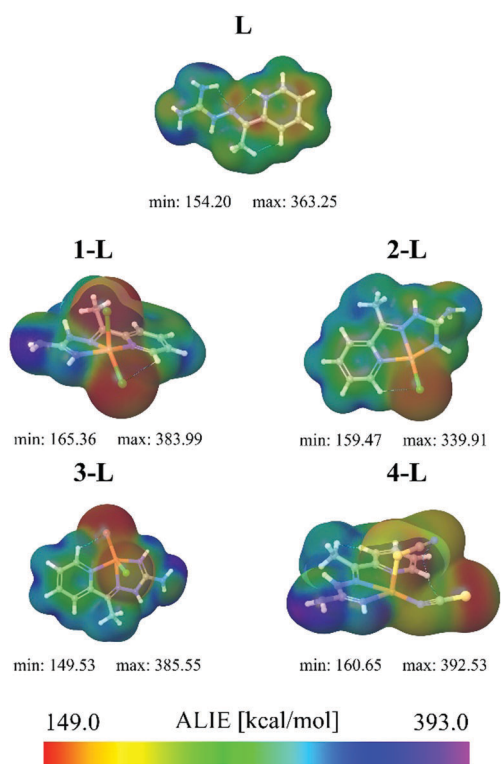 L
min: 154.20 max: 363.25
1-L 2-L
min: 165.36 max: 383.99 min: 159.47 max: 339.91
3-L 4-L
min: 149.53 max: 385.55 min: 160.65 max: 392.53
149.0 ALIE [kcal/mol] 393.0